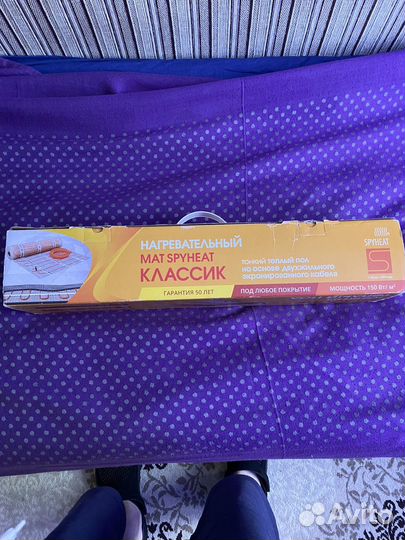 НАГРЕВАТЕЛЬНЫЙ
МАТ SPYHEAT
КЛАССИК
ГАРАНТИЯ 50 ЛЕТ
тонкий теплый пол
на основе двухжильного
экранированного кабеля
ПОД ЛЮБОЕ ПОКРЫТИЕ
МОЩНОСТЬ 150 Вт/м²
SPYHEAT
Avito